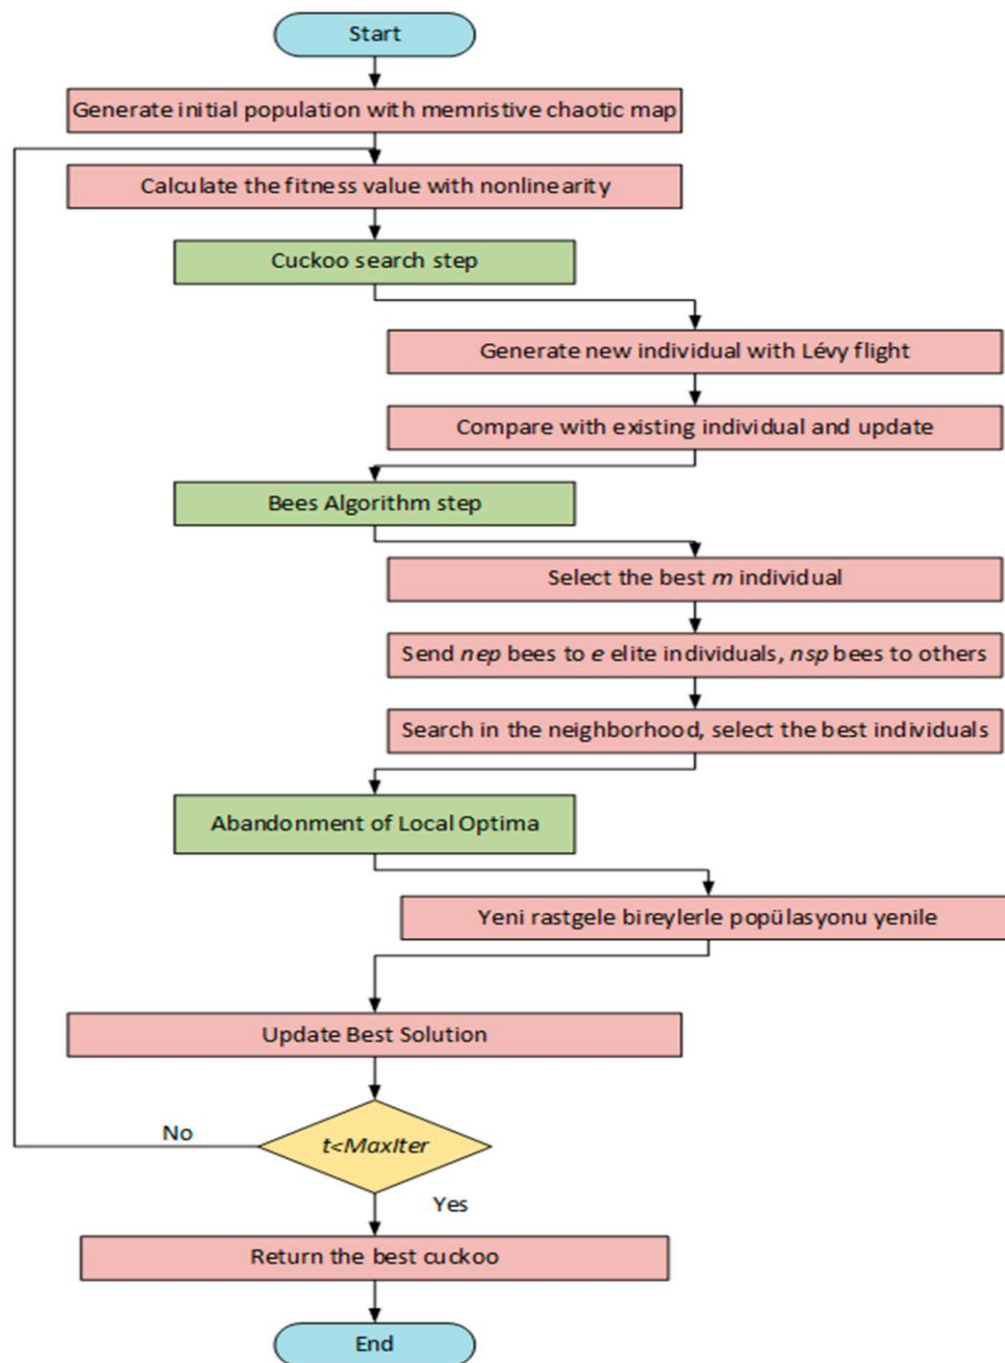 Start
Generate initial population with memristive chaotic map
Calculate the fitness value with nonlinearity
Cuckoo search step
Generate new individual with Lévy flight
Compare with existing individual and update
Bees Algorithm step
Select the best m individual
Send nep bees to e elite individuals, nsp bees to others
Search in the neighborhood, select the best individuals
Abandonment of Local Optima
Yeni rastgele bireylerle popülasyonu yenile
Update Best Solution
No
t<MaxIter
Yes
Return the best cuckoo
End